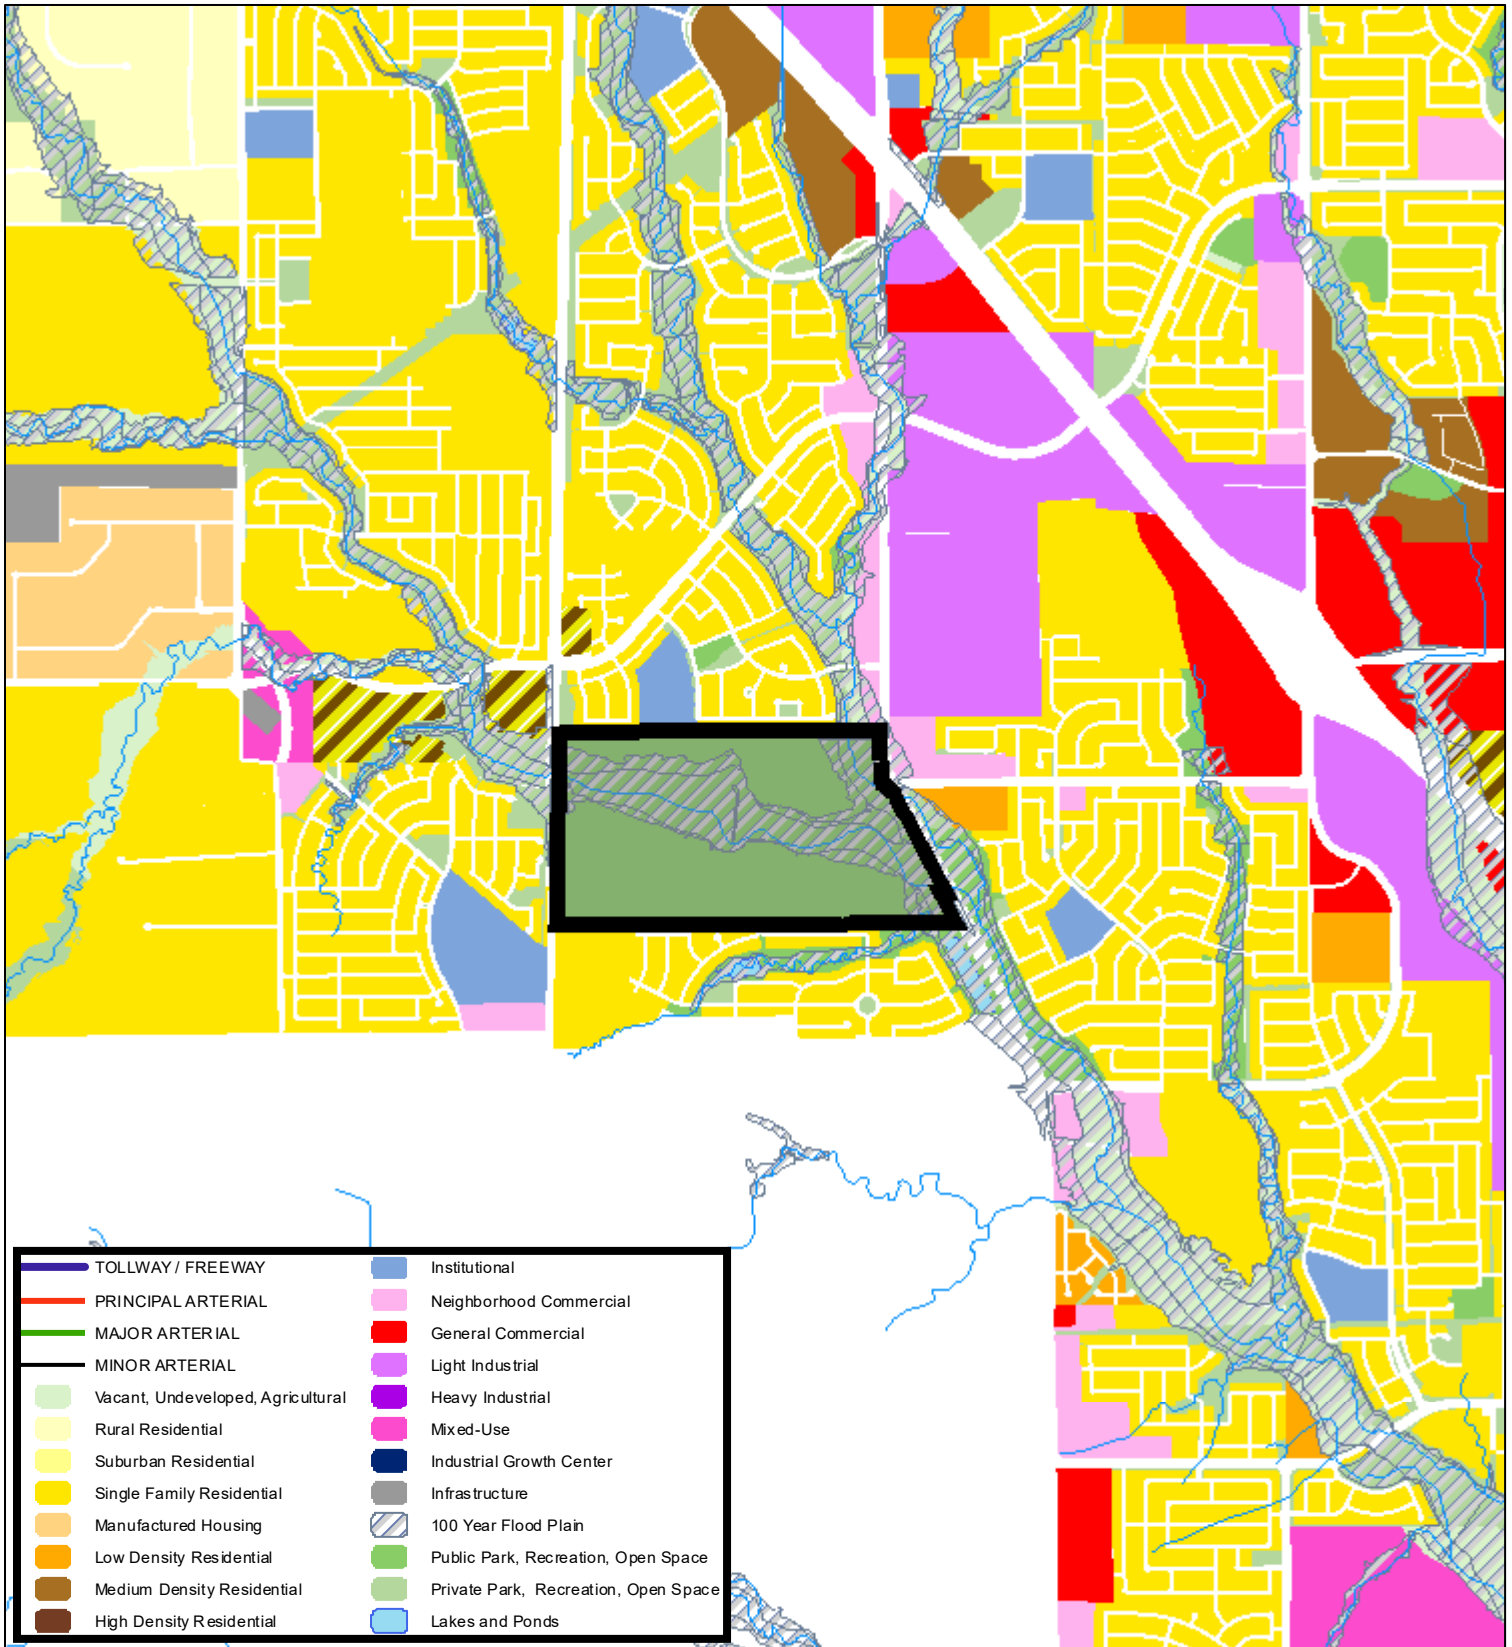 TOLLWAY / FREEWAY
PRINCIPAL ARTERIAL
MAJOR ARTERIAL
MINOR ARTERIAL
Vacant, Undeveloped, Agricultural
Rural Residential
Suburban Residential
Single Family Residential
Manufactured Housing
Low Density Residential
Medium Density Residential
High Density Residential
Institutional
Neighborhood Commercial
General Commercial
Light Industrial
Heavy Industrial
Mixed-Use
Industrial Growth Center
Infrastructure
100 Year Flood Plain
Public Park, Recreation, Open Space
Private Park, Recreation, Open Space
Lakes and Ponds